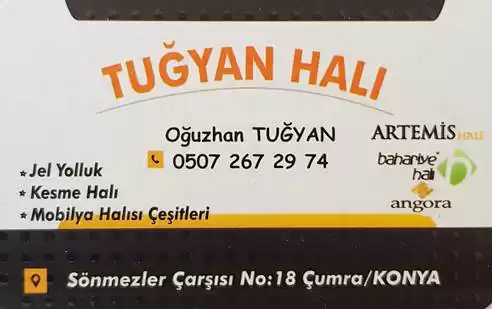 TUĞYAN HALI
Oğuzhan TUĞYAN
0507 267 29 74
ARTEMİS HALI
bahariye halı
angora
★Jel Yolluk
★Kesme Halı
★Mobilya Halısı Çeşitleri
Sönmezler Çarşısı No:18 Çumra/KONYA